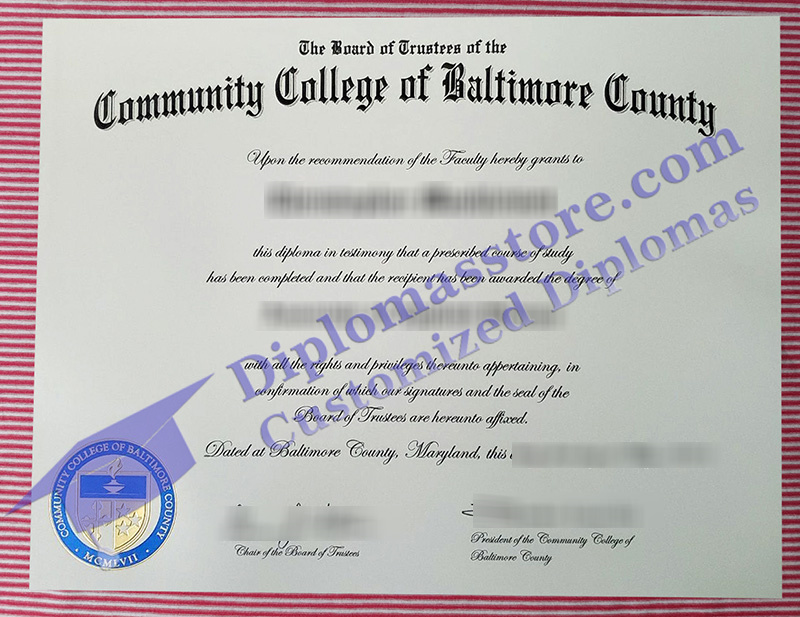 The Board of Trustees of the
Community College of Baltimore County
Upon the recommendation of the Faculty hereby grants to
this diploma in testimony that a prescribed course of study
has been completed and that the recipient has been awarded the degree of
with all the rights and privileges thereunto appertaining, in
confirmation of which our signatures and the seal of the
Board of Trustees are hereunto affixed.
Dated at Baltimore County, Maryland, this
Chair of the Board of Trustees
President of the Community College of
Baltimore County
COMMUNITY COLLEGE OF BALTIMORE COUNTY
· MCMLVII ·
Diplomasstore.com
Customized Diplomas